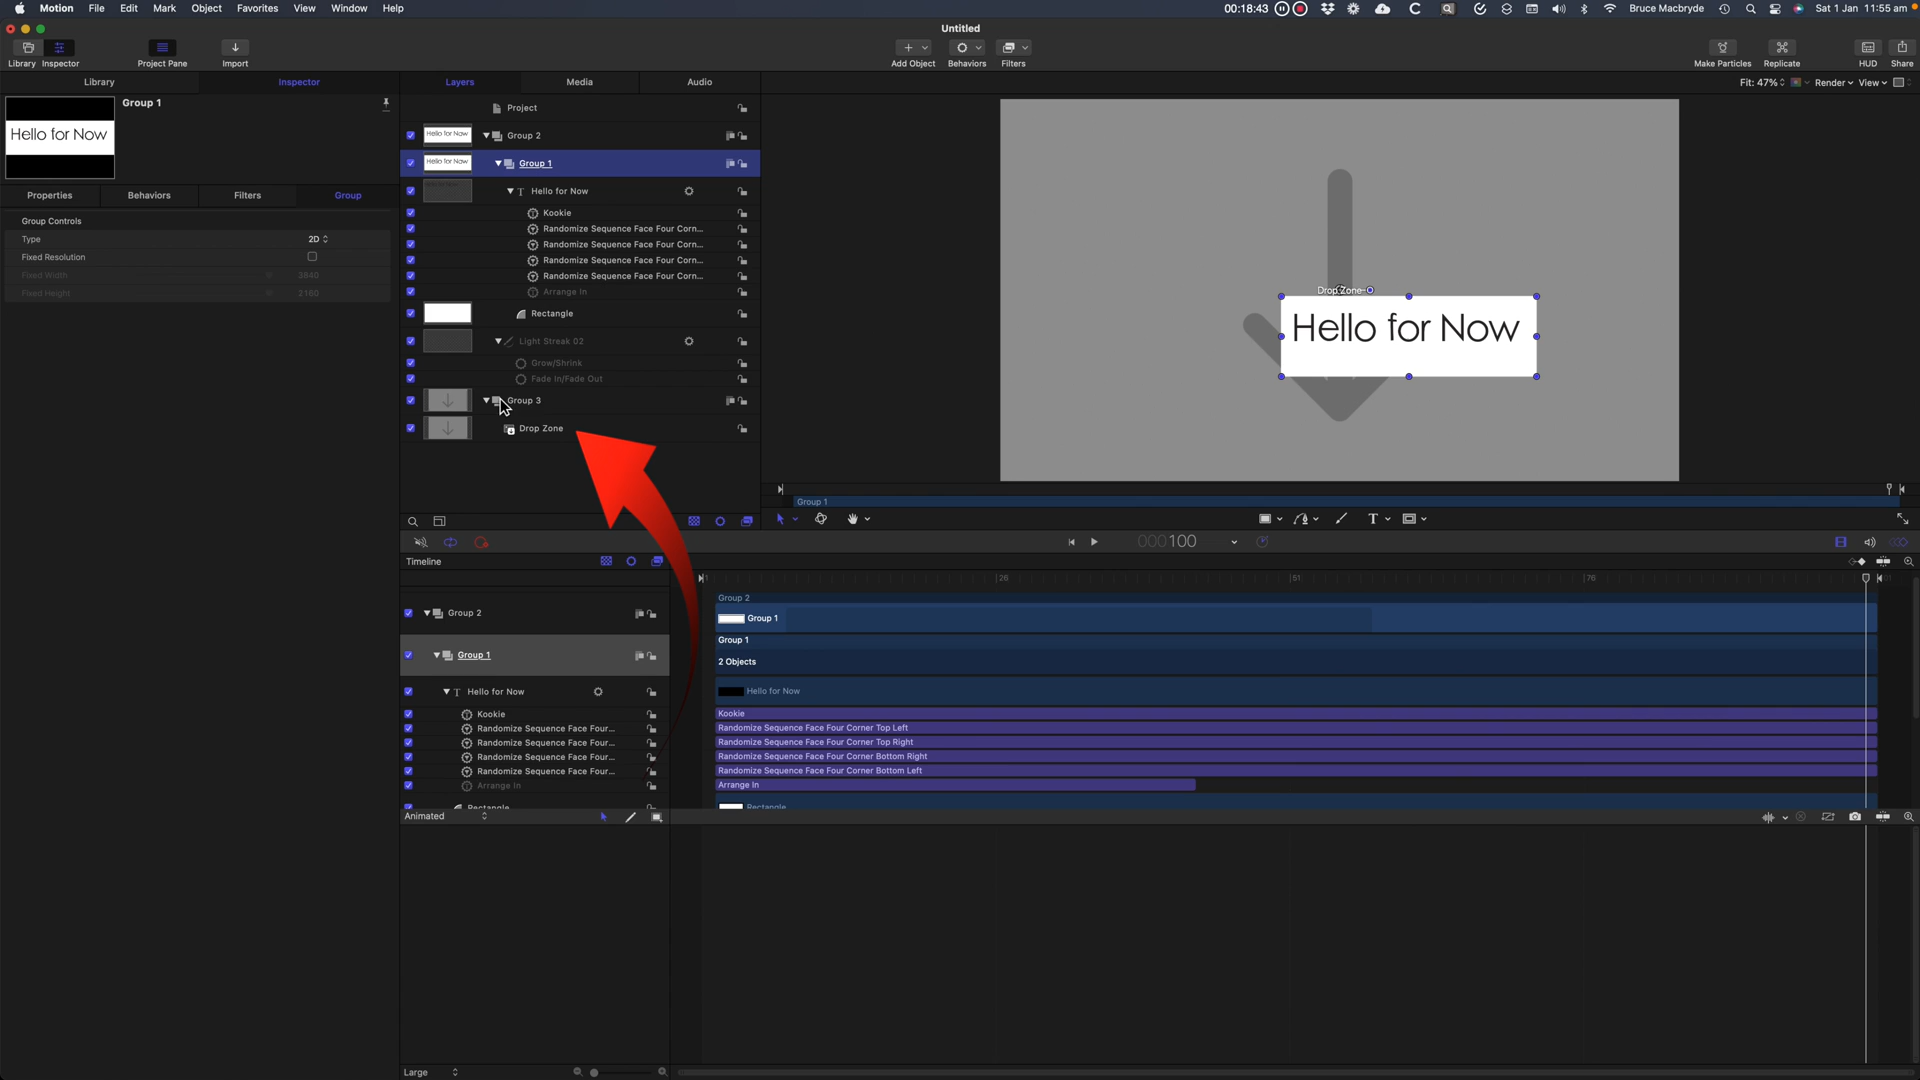 Motion File Edit Mark Object Favorites View Window Help 00:18:43 Bruce Macbryde Sat 1 Jan 11:55 am
Untitled
Library Inspector Project Pane Import Add Object Behaviors Filters Make Particles Replicate HUD Share
Library Inspector Layers Media Audio Fit: 47% Render View
Group 1
Hello for Now
Properties Behaviors Filters Group
Group Controls
Type 2D
Fixed Resolution
Fixed Width 3840
Fixed Height 2160
Project
Hello for Now Group 2
Hello for Now Group 1
Hello for Now
Kookie
Randomize Sequence Face Four Corn...
Randomize Sequence Face Four Corn...
Randomize Sequence Face Four Corn...
Randomize Sequence Face Four Corn...
Arrange In
Rectangle
Light Streak 02
Grow/Shrink
Fade In/Fade Out
Group 3
Drop Zone
Drop Zone
Hello for Now
Group 1
T
000100
Timeline
1 26 51 76
Group 2
Group 1
Hello for Now
Kookie
Randomize Sequence Face Four...
Randomize Sequence Face Four...
Randomize Sequence Face Four...
Randomize Sequence Face Four...
Arrange In
Rectangle
Group 2
Group 1
Group 1
2 Objects
Hello for Now
Kookie
Randomize Sequence Face Four Corner Top Left
Randomize Sequence Face Four Corner Top Right
Randomize Sequence Face Four Corner Bottom Right
Randomize Sequence Face Four Corner Bottom Left
Arrange In
Rectangle
Animated
Large